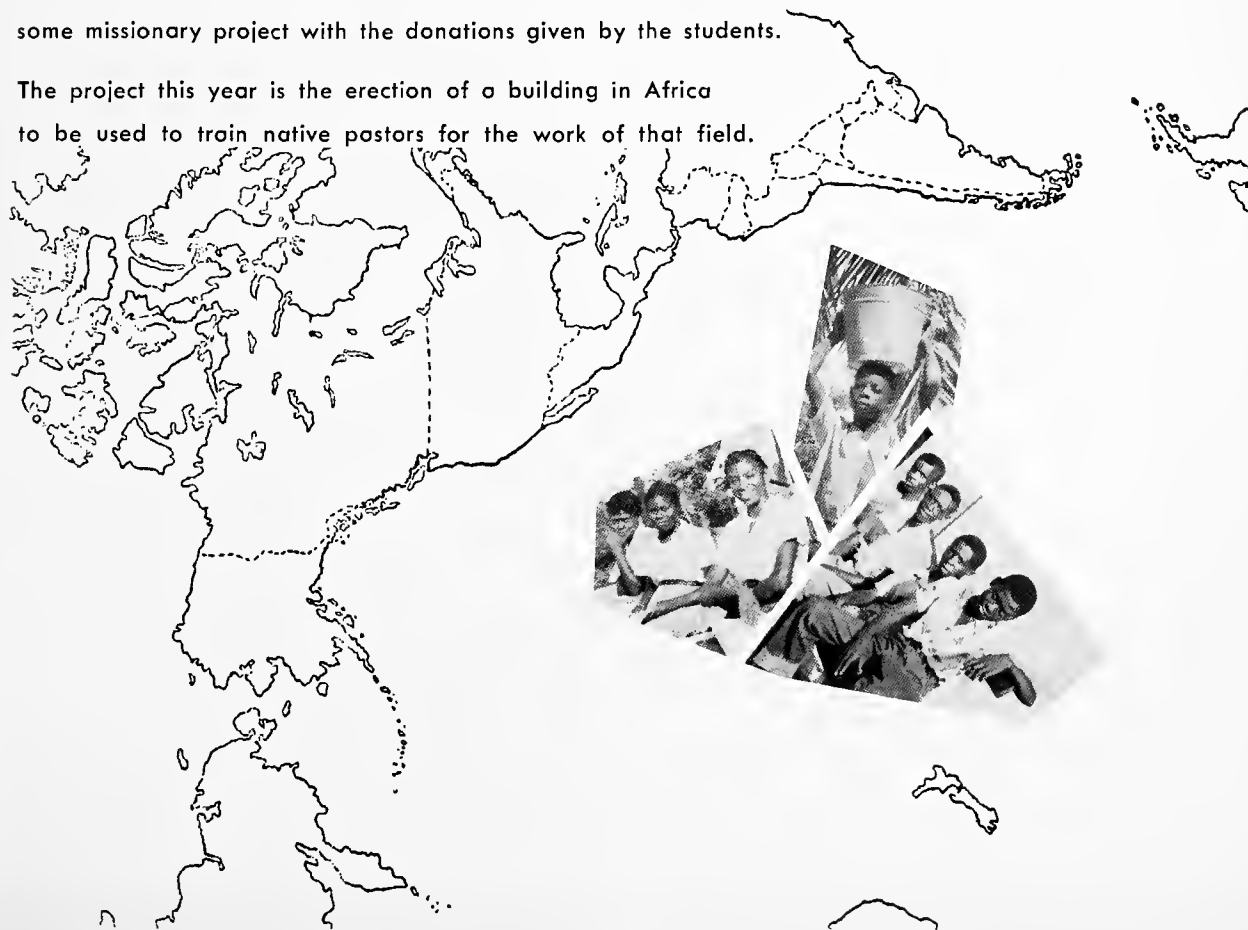 some missionary project with the donations given by the students.
The project this year is the erection of a building in Africa
to be used to train native pastors for the work of that field.